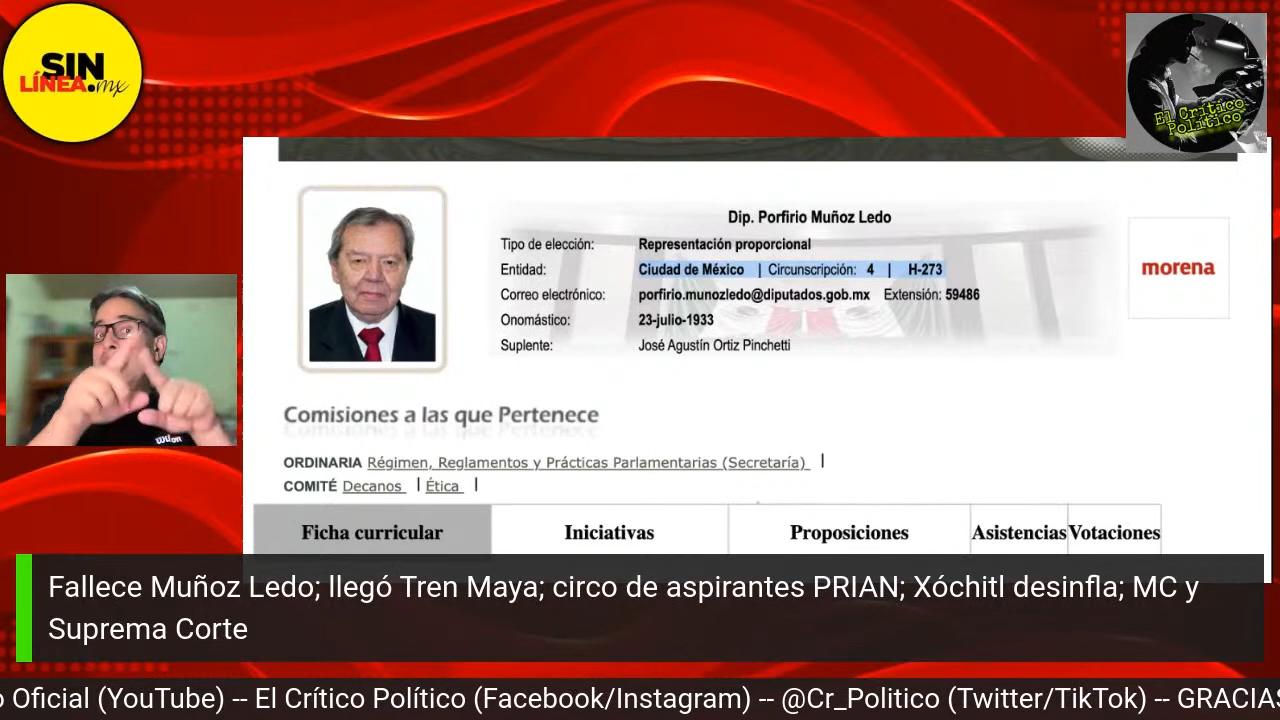 SIN
LÍNEA.mx
El Crítico
Político
Dip. Porfirio Muñoz Ledo
Tipo de elección: Representación proporcional
Entidad: Ciudad de México | Circunscripción: 4 | H-273
Correo electrónico: porfirio.munozledo@diputados.gob.mx Extensión: 59486
Onomástico: 23-julio-1933
Suplente: José Agustín Ortiz Pinchetti
morena
Comisiones a las que Pertenece
ORDINARIA Régimen, Reglamentos y Prácticas Parlamentarias (Secretaría) |
COMITÉ Decanos | Ética |
Ficha curricular Iniciativas Proposiciones Asistencias Votaciones
Wilson
Fallece Muñoz Ledo; llegó Tren Maya; circo de aspirantes PRIAN; Xóchitl desinfla; MC y
Suprema Corte
o Oficial (YouTube) -- El Crítico Político (Facebook/Instagram) -- @Cr_Politico (Twitter/TikTok) -- GRACIAS